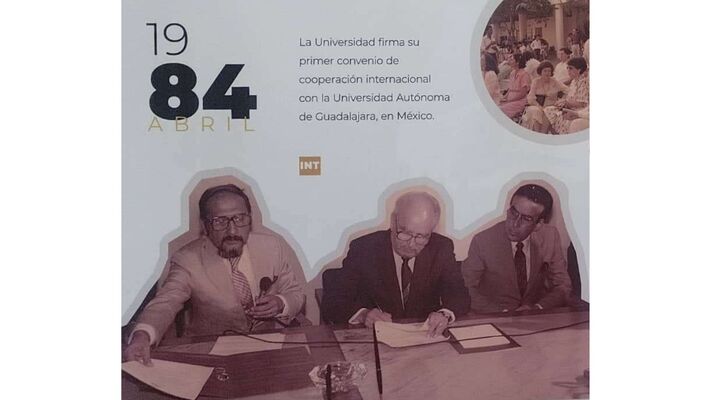 19
84
ABRIL
La Universidad firma su
primer convenio de
cooperación internacional
con la Universidad Autónoma
de Guadalajara, en México.
INT